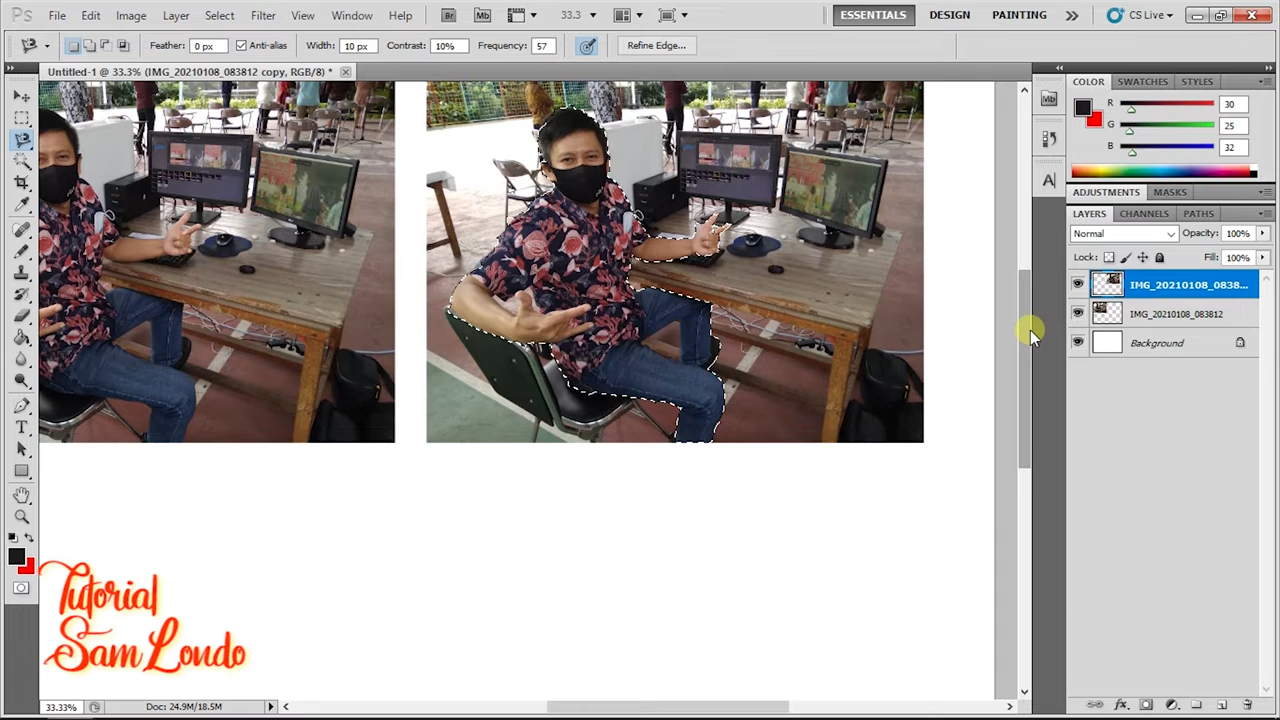 Ps File Edit Image Layer Select Filter View Window Help Br Mb 33.3 ESSENTIALS DESIGN PAINTING CS Live
Feather: 0 px Anti-alias Width: 10 px Contrast: 10% Frequency: 57 Refine Edge...
Untitled-1 @ 33.3% (IMG_20210108_083812 copy, RGB/8) *
COLOR SWATCHES STYLES
Mb
R 30
G 25
B 32
A
ADJUSTMENTS MASKS
LAYERS CHANNELS PATHS
Normal Opacity: 100%
Lock: Fill: 100%
IMG_20210108_0838...
IMG_20210108_083812
Background
T
Tutorial
Sam Londo
33.33% Doc: 24.9M/18.5M
fx